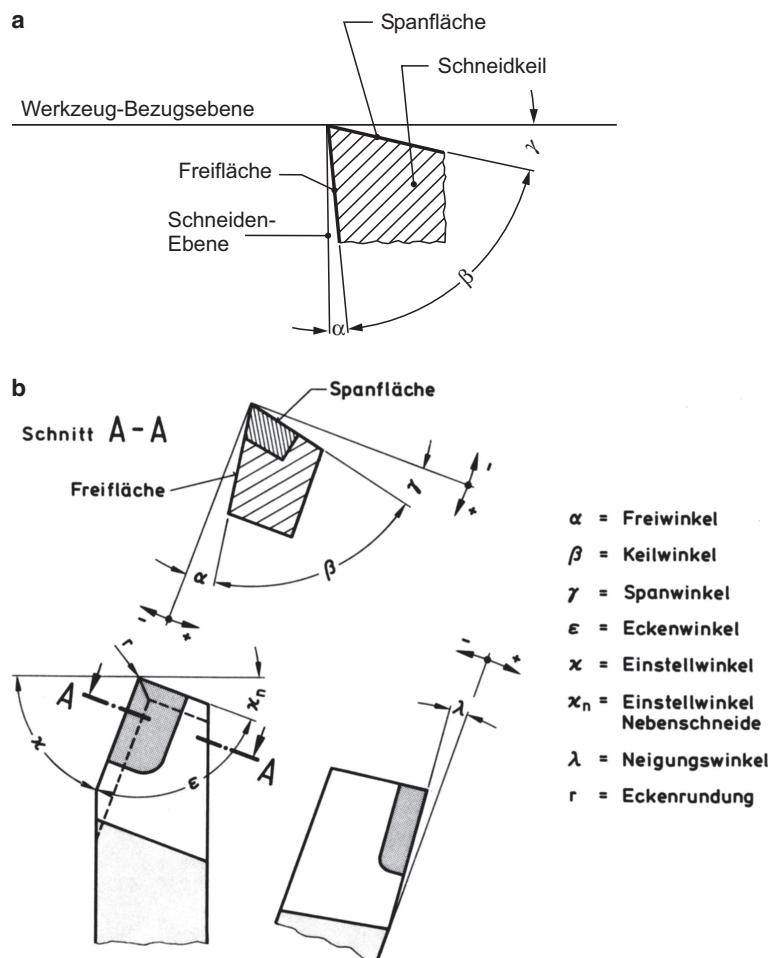 a
Spanfläche
Schneidkeil
Werkzeug-Bezugsebene
γ
Freifläche
Schneiden-
Ebene
β
α
b
Spanfläche
Schnitt A-A
Freifläche
γ
-
+
α
β
-
+
r
A
ϰn
ϰ
ε
A
-
+
λ
α = Freiwinkel
β = Keilwinkel
γ = Spanwinkel
ε = Eckenwinkel
ϰ = Einstellwinkel
ϰn = Einstellwinkel
Nebenschneide
λ = Neigungswinkel
r = Eckenrundung